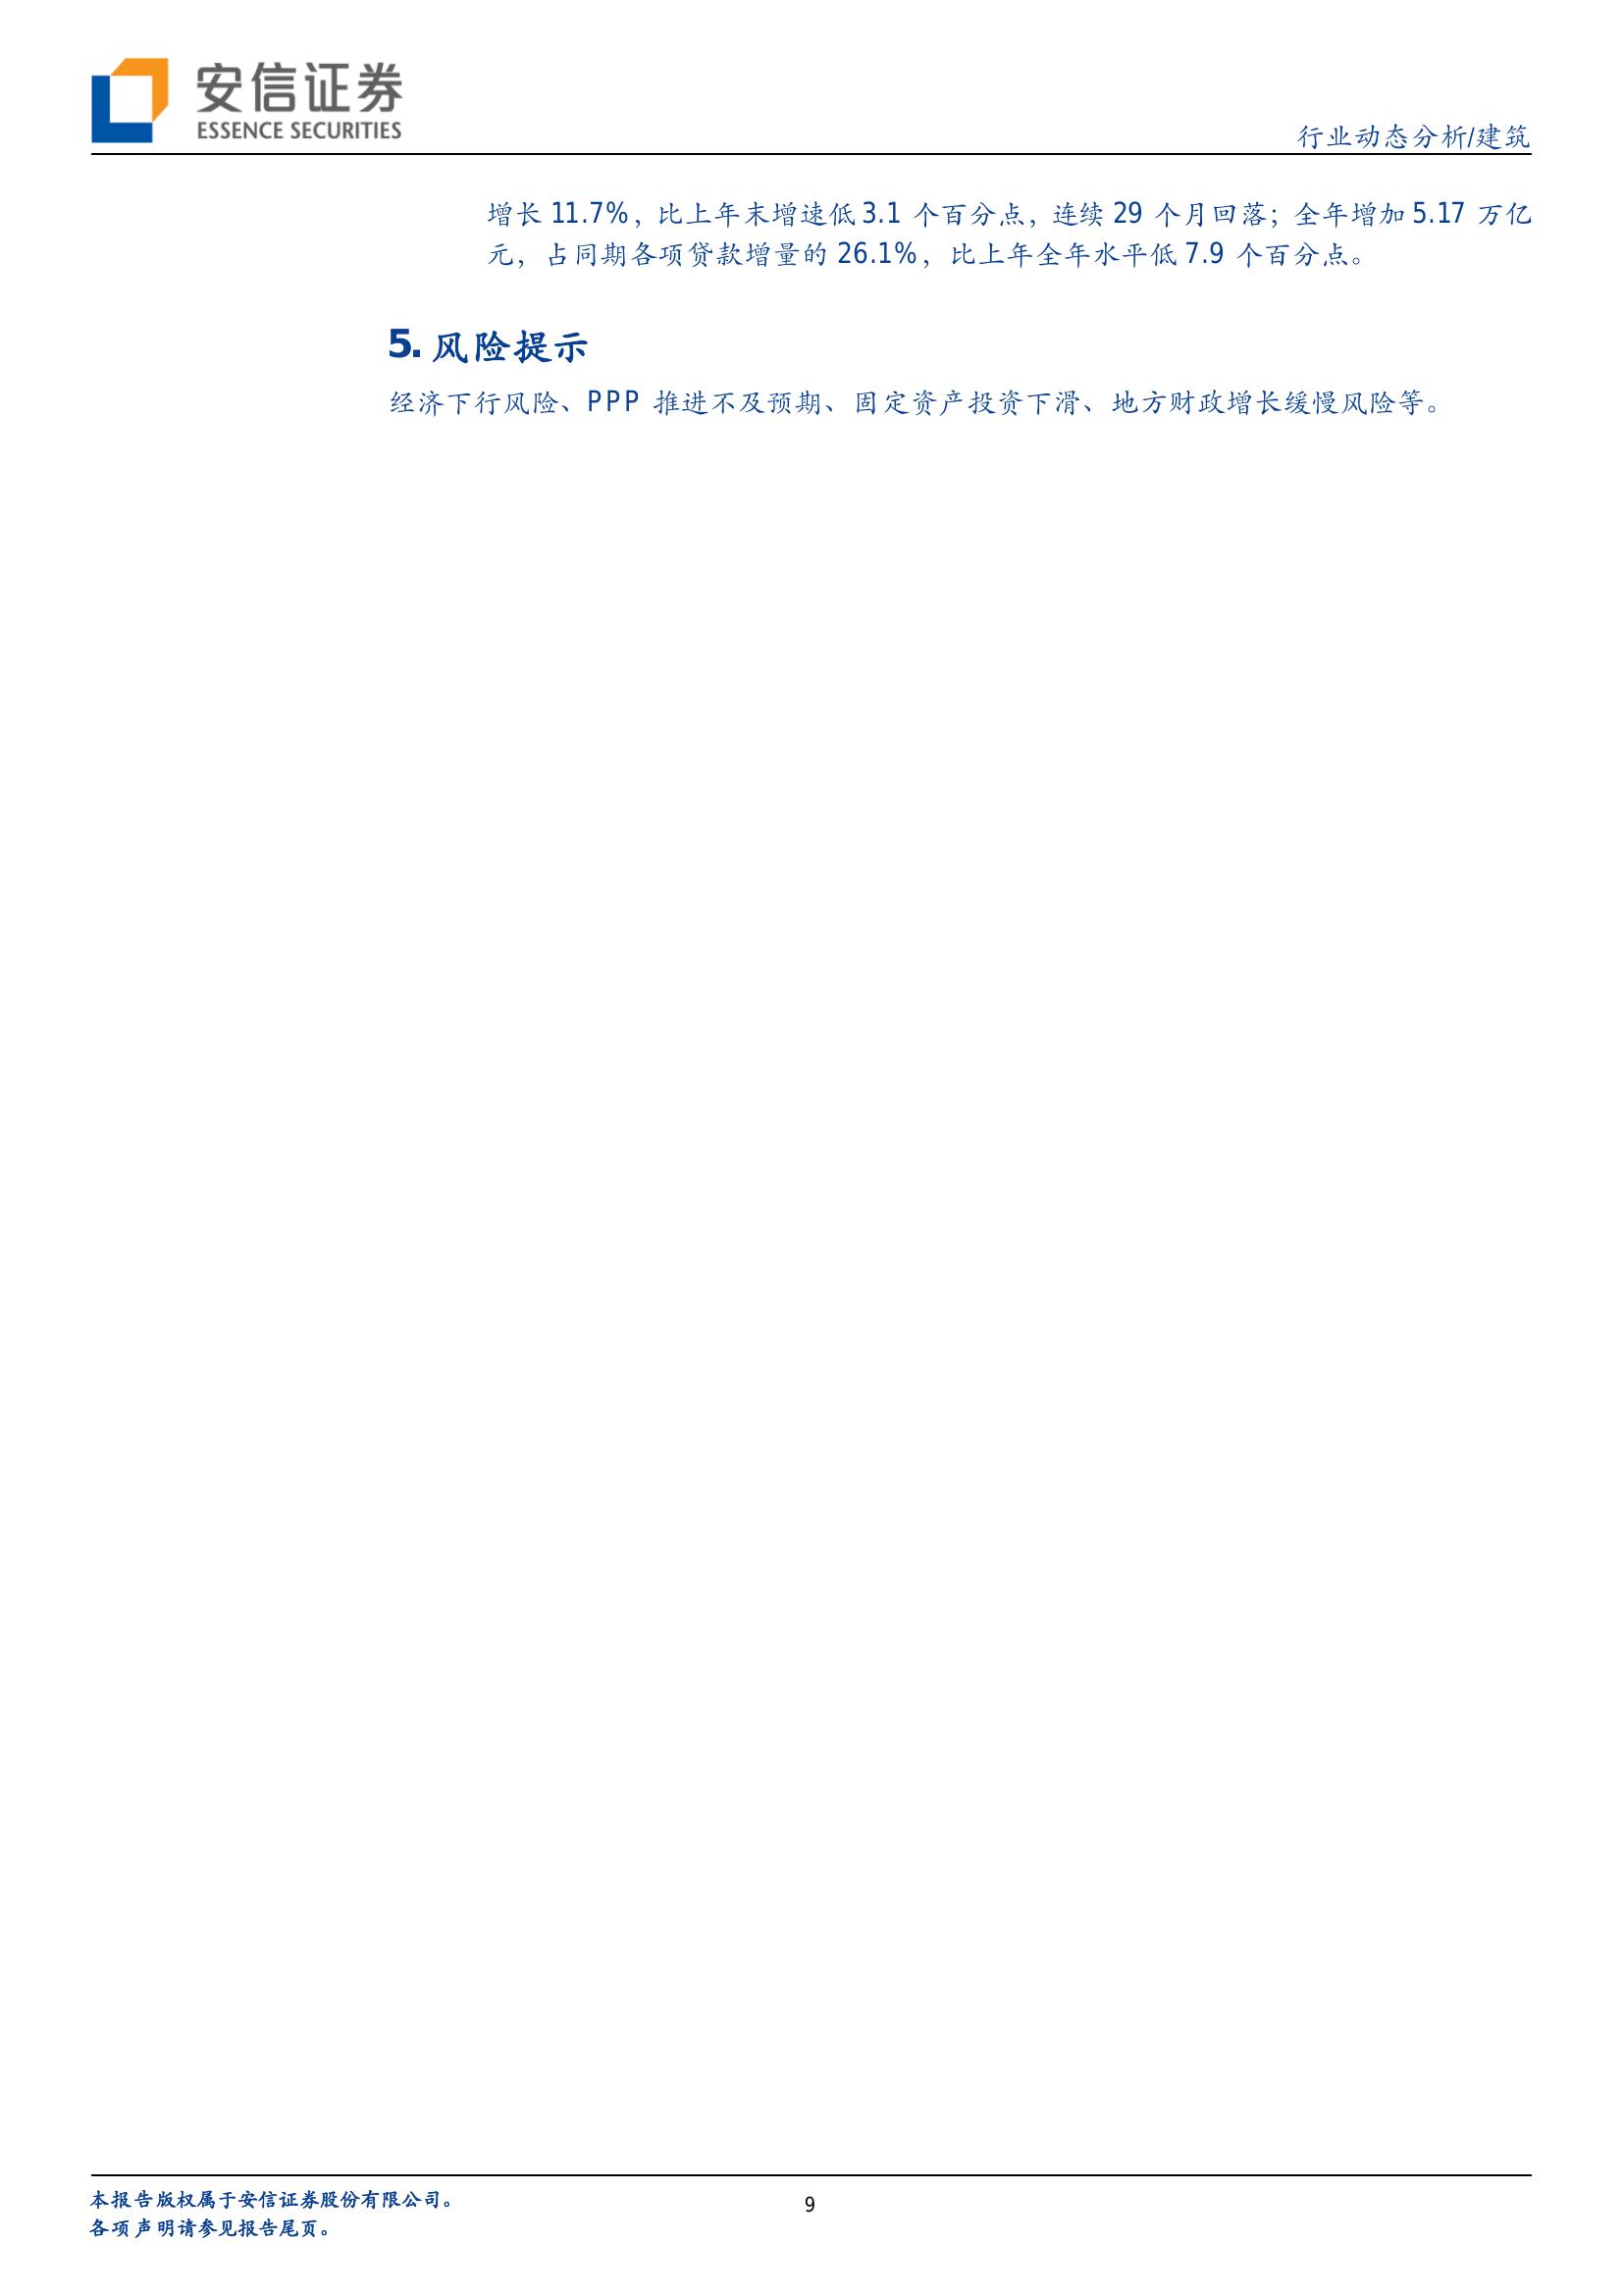 安信证券
ESSENCE SECURITIES
行业动态分析/建筑
增长 11.7%，比上年末增速低 3.1 个百分点，连续 29 个月回落；全年增加 5.17 万亿
元，占同期各项贷款增量的 26.1%，比上年全年水平低 7.9 个百分点。
5. 风险提示
经济下行风险、PPP 推进不及预期、固定资产投资下滑、地方财政增长缓慢风险等。
本报告版权属于安信证券股份有限公司。
各项声明请参见报告尾页。
9